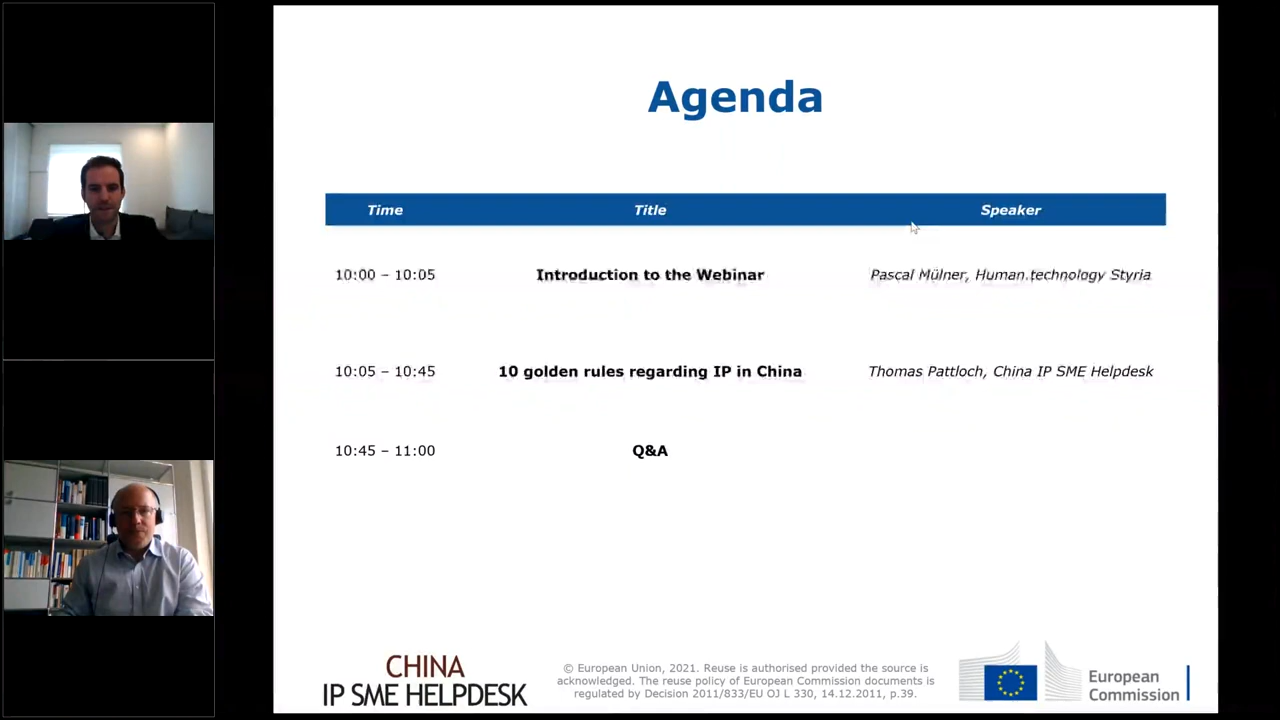 Agenda
Time Title Speaker
10:00 – 10:05 Introduction to the Webinar Pascal Mülner, Human.technology Styria
10:05 – 10:45 10 golden rules regarding IP in China Thomas Pattloch, China IP SME Helpdesk
10:45 – 11:00 Q&A
CHINA
IP SME HELPDESK
© European Union, 2021. Reuse is authorised provided the source is
acknowledged. The reuse policy of European Commission documents is
regulated by Decision 2011/833/EU OJ L 330, 14.12.2011, p.39.
European
Commission